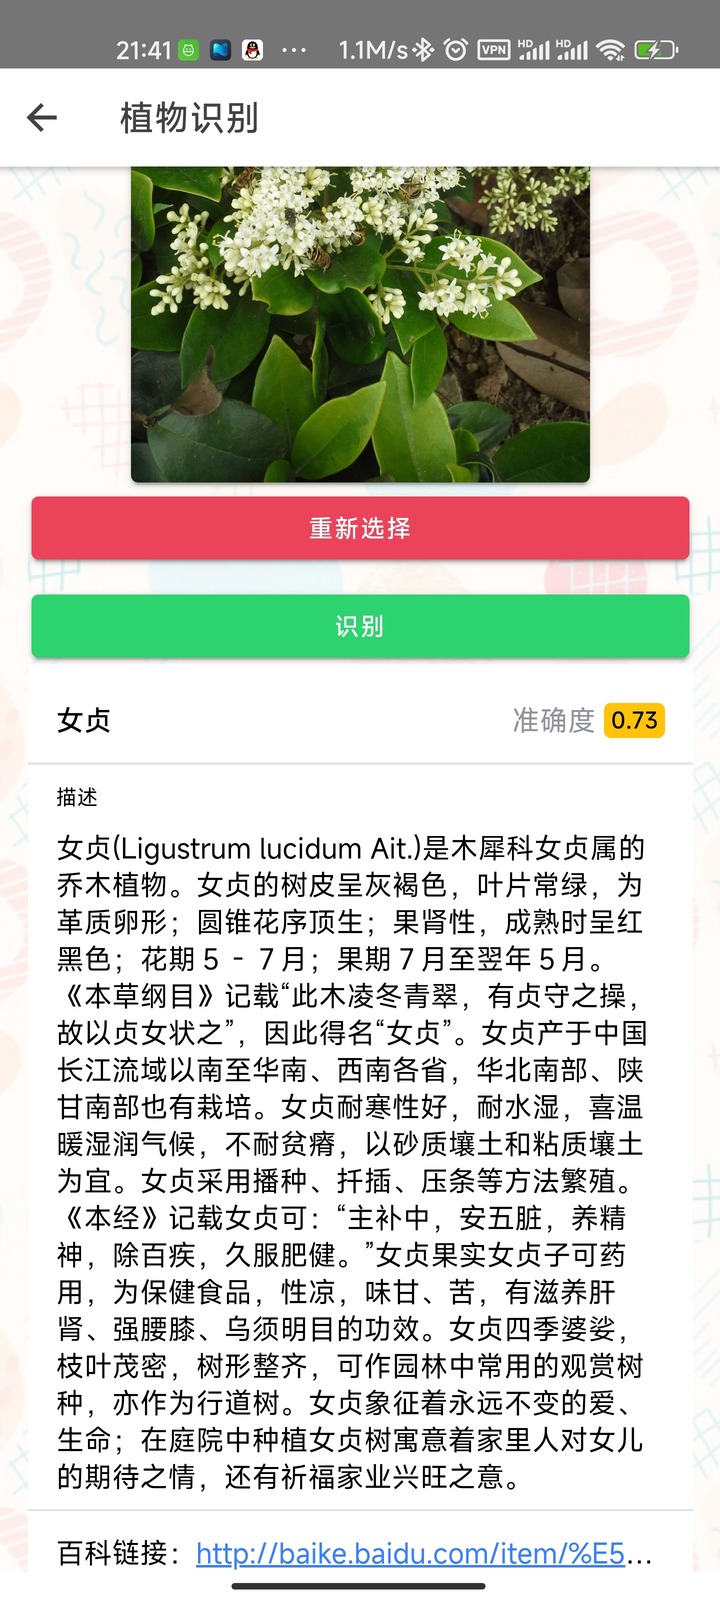 21:41 ··· 1.1M/s VPN HD HD
植物识别
重新选择
识别
女贞 准确度 0.73
描述
女贞(Ligustrum lucidum Ait.)是木犀科女贞属的
乔木植物。女贞的树皮呈灰褐色，叶片常绿，为
革质卵形；圆锥花序顶生；果肾性，成熟时呈红
黑色；花期 5 - 7 月；果期 7 月至翌年 5 月。
《本草纲目》记载“此木凌冬青翠，有贞守之操，
故以贞女状之”，因此得名“女贞”。女贞产于中国
长江流域以南至华南、西南各省，华北南部、陕
甘南部也有栽培。女贞耐寒性好，耐水湿，喜温
暖湿润气候，不耐贫瘠，以砂质壤土和粘质壤土
为宜。女贞采用播种、扦插、压条等方法繁殖。
《本经》记载女贞可：“主补中，安五脏，养精
神，除百疾，久服肥健。”女贞果实女贞子可药
用，为保健食品，性凉，味甘、苦，有滋养肝
肾、强腰膝、乌须明目的功效。女贞四季婆娑，
枝叶茂密，树形整齐，可作园林中常用的观赏树
种，亦作为行道树。女贞象征着永远不变的爱、
生命；在庭院中种植女贞树寓意着家里人对女儿
的期待之情，还有祈福家业兴旺之意。
百科链接：http://baike.baidu.com/item/%E5...